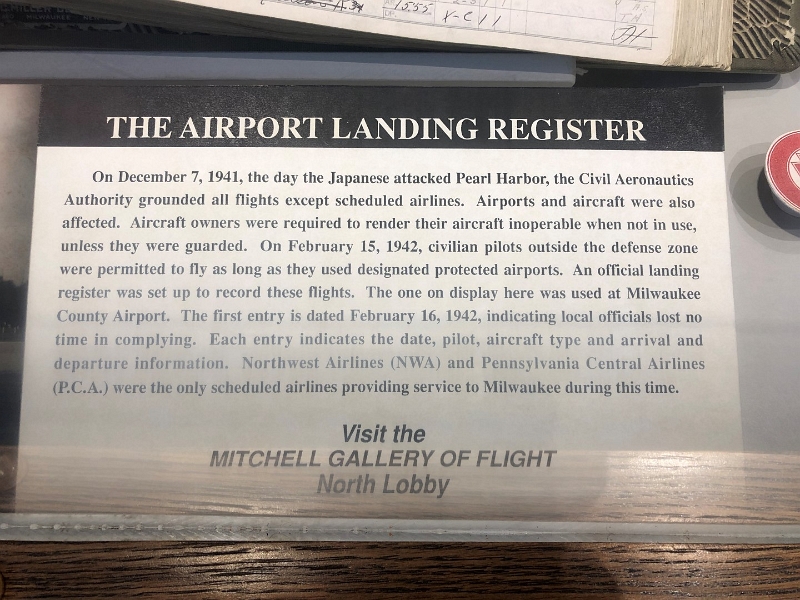 MILWAUKEE
1555
X-C11
THE AIRPORT LANDING REGISTER
On December 7, 1941, the day the Japanese attacked Pearl Harbor, the Civil Aeronautics
Authority grounded all flights except scheduled airlines. Airports and aircraft were also
affected. Aircraft owners were required to render their aircraft inoperable when not in use,
unless they were guarded. On February 15, 1942, civilian pilots outside the defense zone
were permitted to fly as long as they used designated protected airports. An official landing
register was set up to record these flights. The one on display here was used at Milwaukee
County Airport. The first entry is dated February 16, 1942, indicating local officials lost no
time in complying. Each entry indicates the date, pilot, aircraft type and arrival and
departure information. Northwest Airlines (NWA) and Pennsylvania Central Airlines
(P.C.A.) were the only scheduled airlines providing service to Milwaukee during this time.
Visit the
MITCHELL GALLERY OF FLIGHT
North Lobby